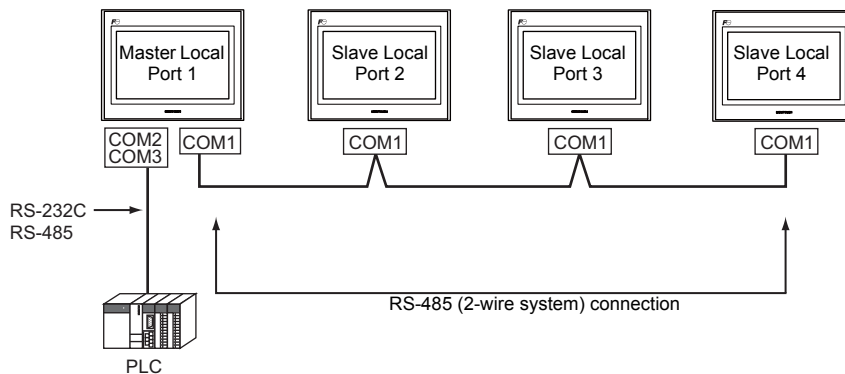 Master Local
Port 1
Slave Local
Port 2
Slave Local
Port 3
Slave Local
Port 4
COM2
COM3
COM1
COM1
COM1
COM1
RS-232C
RS-485
RS-485 (2-wire system) connection
PLC